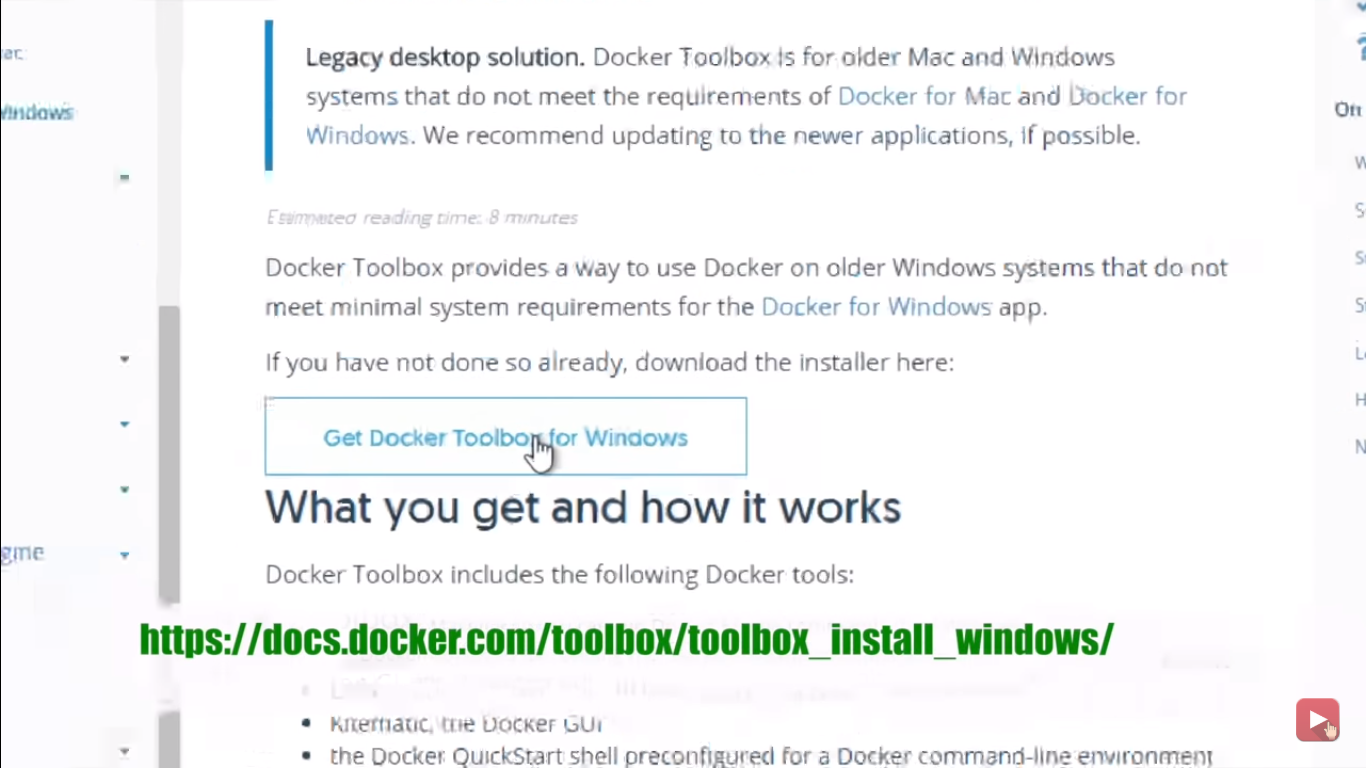 Legacy desktop solution. Docker Toolbox is for older Mac and Windows
systems that do not meet the requirements of Docker for Mac and Docker for
Windows. We recommend updating to the newer applications, if possible.
Windows
Estimated reading time: 8 minutes
Docker Toolbox provides a way to use Docker on older Windows systems that do not
meet minimal system requirements for the Docker for Windows app.
If you have not done so already, download the installer here:
Get Docker Toolbox for Windows
What you get and how it works
Docker Toolbox includes the following Docker tools:
https://docs.docker.com/toolbox/toolbox_install_windows/
Kitematic, the Docker GUI
the Docker QuickStart shell preconfigured for a Docker command-line environment